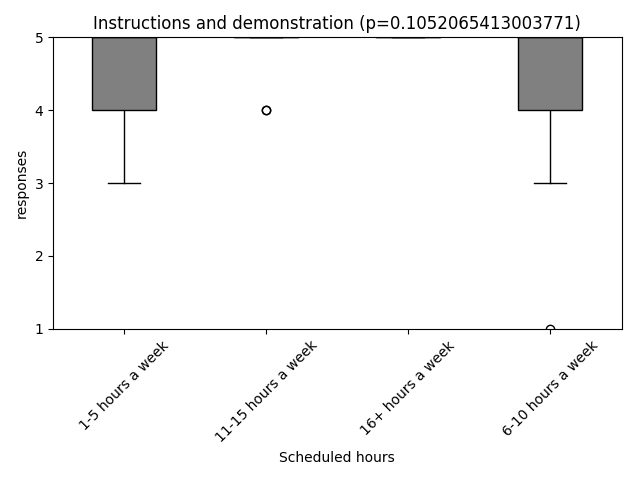 Instructions and demonstration (p=0.1052065413003771)
5
4
3
2
1
responses
1-5 hours a week
11-15 hours a week
16+ hours a week
6-10 hours a week
Scheduled hours